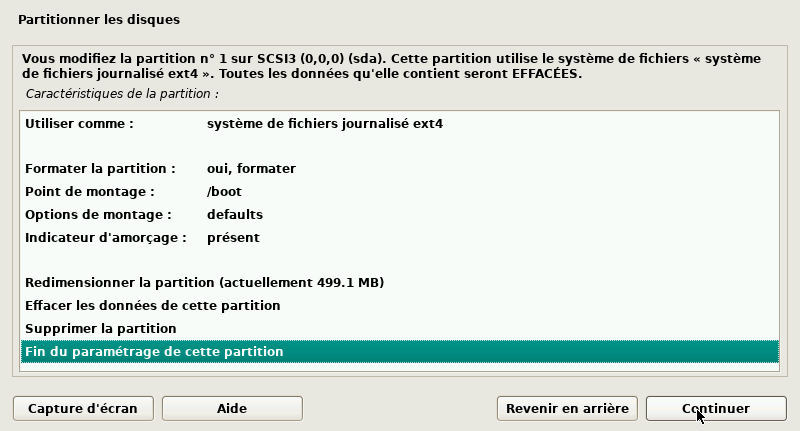 Partitionner les disques
Vous modifiez la partition n° 1 sur SCSI3 (0,0,0) (sda). Cette partition utilise le système de fichiers « système
de fichiers journalisé ext4 ». Toutes les données qu'elle contient seront EFFACÉES.
Caractéristiques de la partition :
Utiliser comme : système de fichiers journalisé ext4
Formater la partition : oui, formater
Point de montage : /boot
Options de montage : defaults
Indicateur d'amorçage : présent
Redimensionner la partition (actuellement 499.1 MB)
Effacer les données de cette partition
Supprimer la partition
Fin du paramétrage de cette partition
Capture d'écran Aide Revenir en arrière Continuer